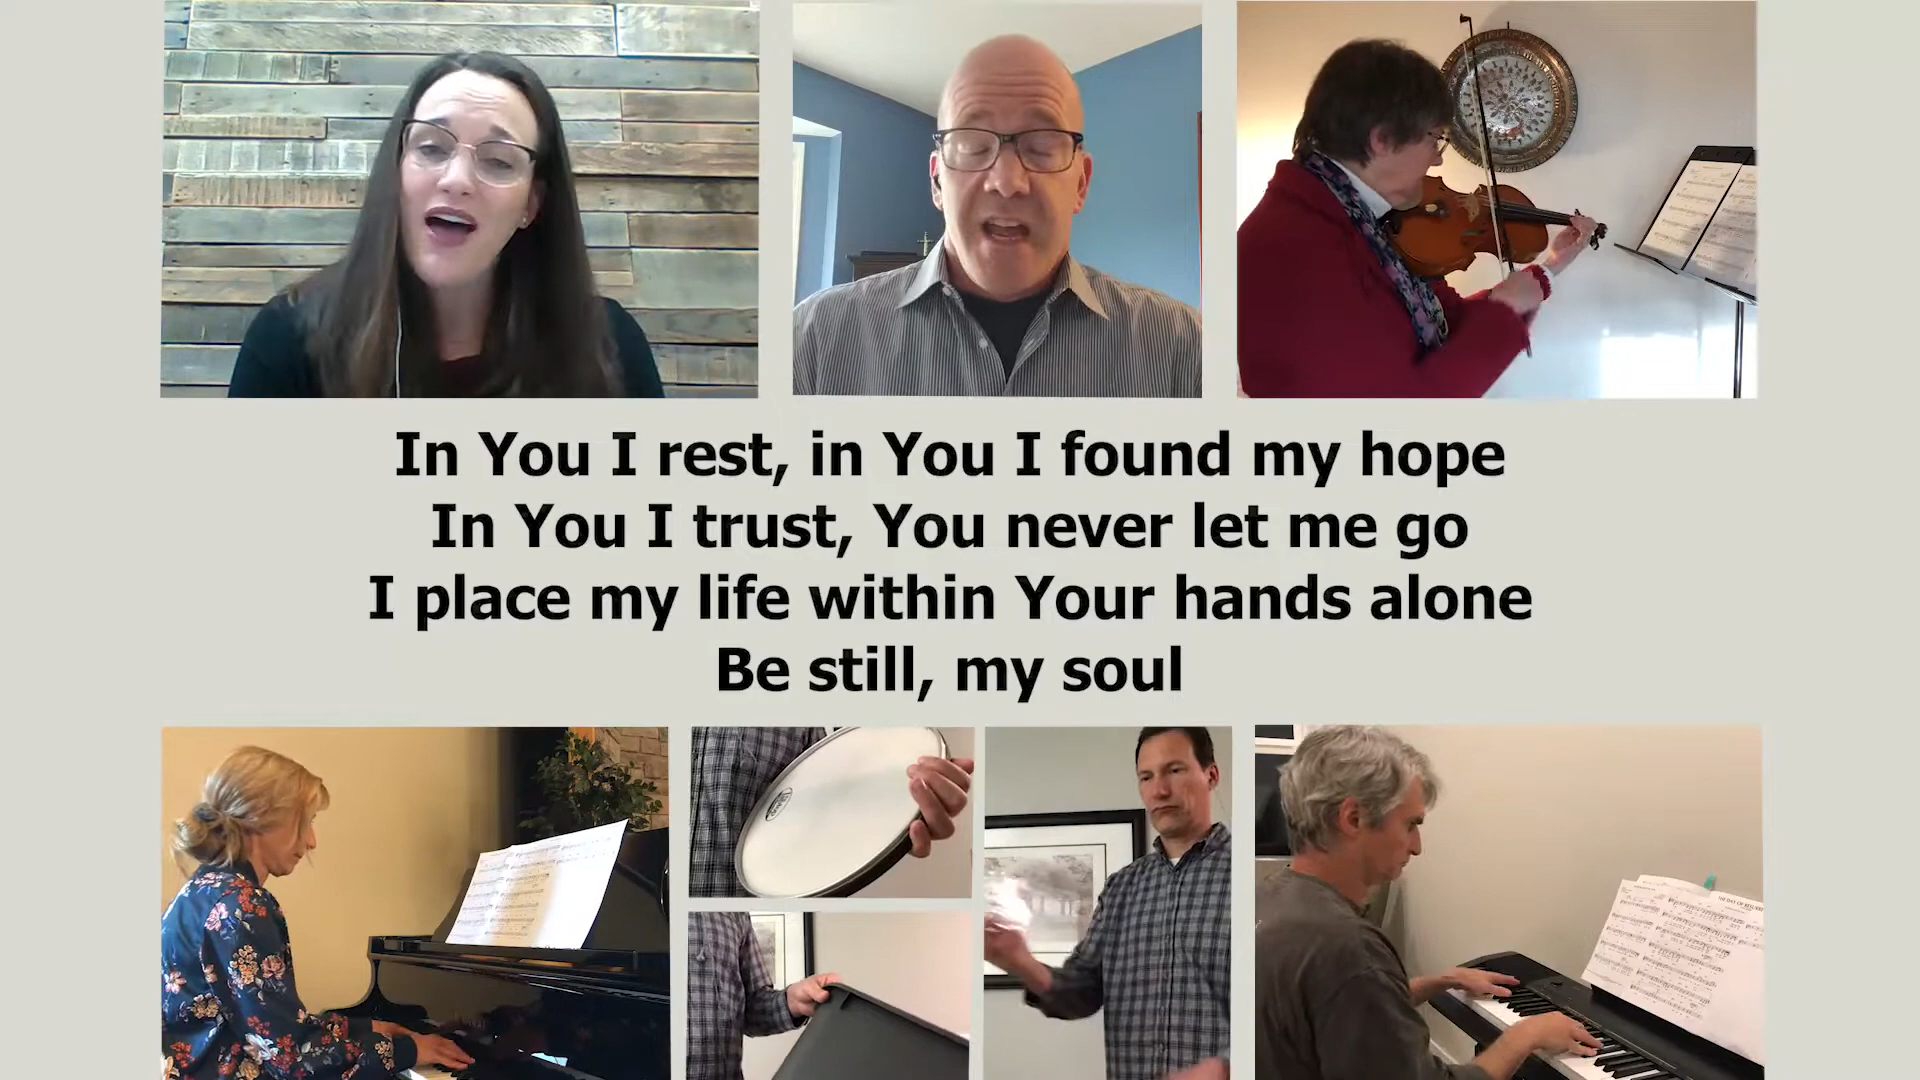 In You I rest, in You I found my hope
In You I trust, You never let me go
I place my life within Your hands alone
Be still, my soul